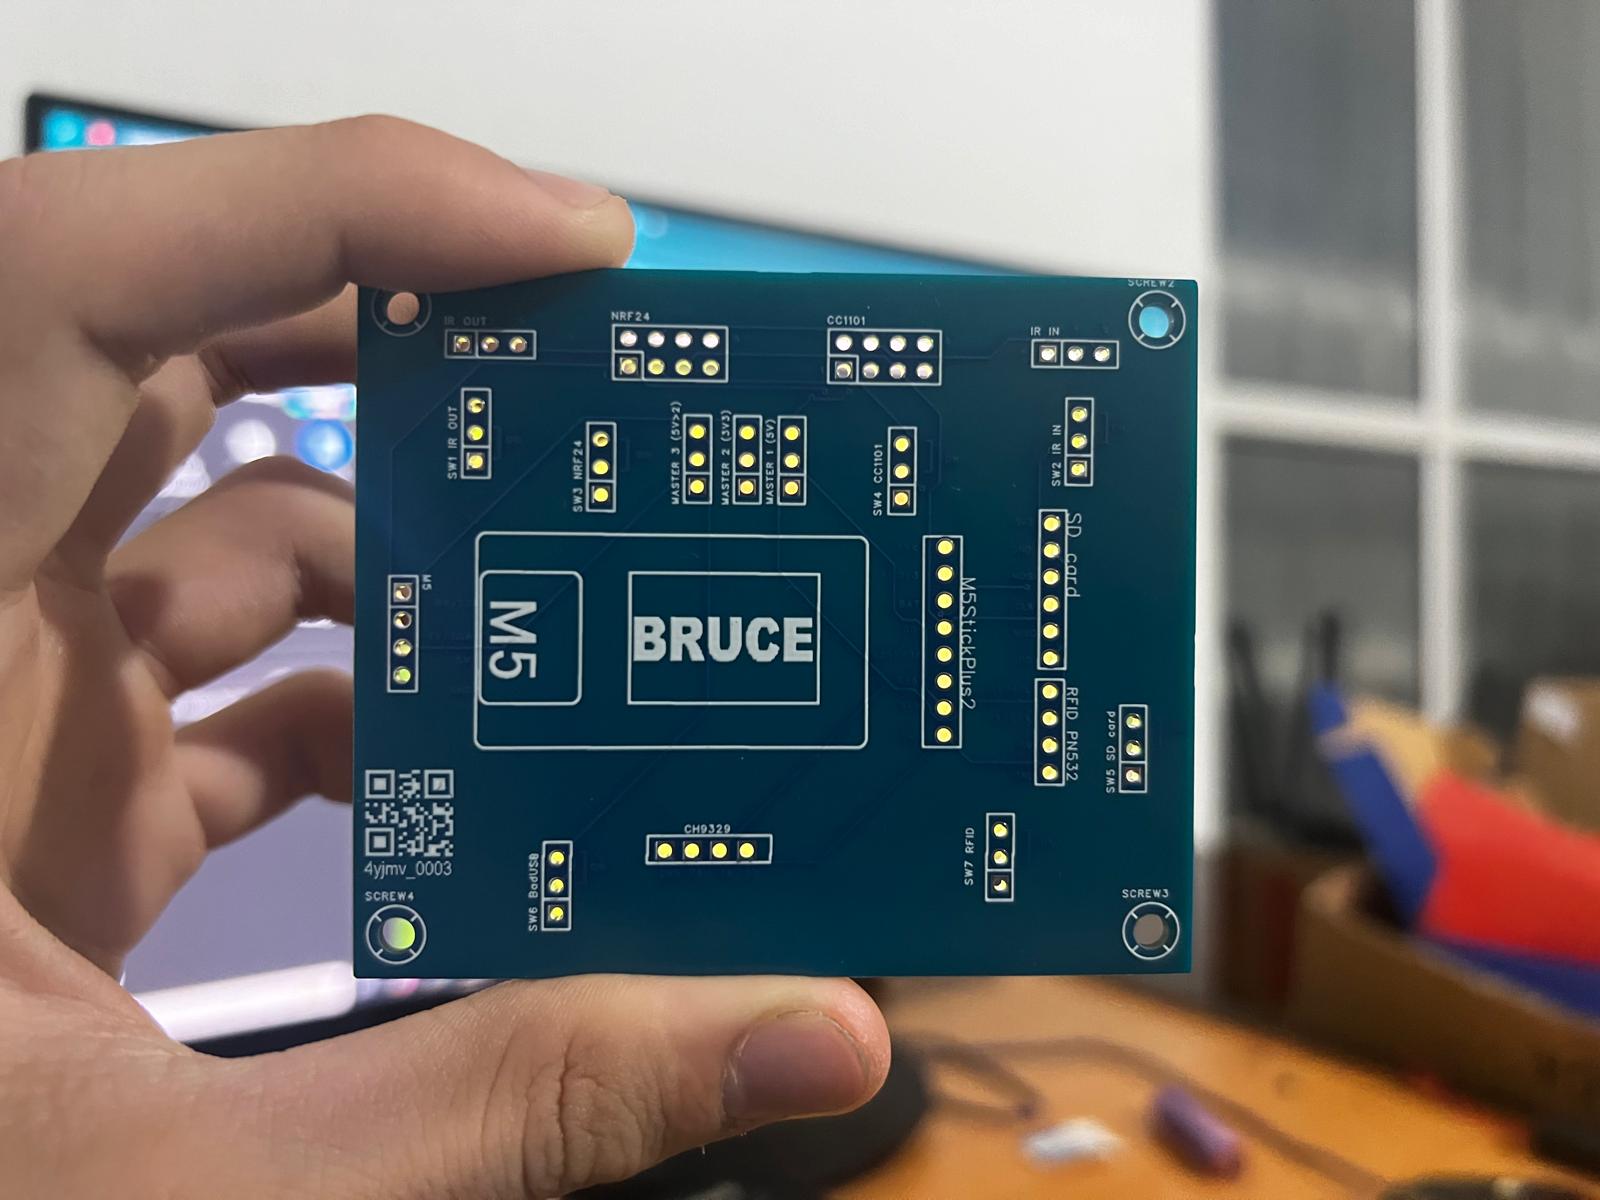 SCREW2
IR OUT
NRF24
CC1101
IR IN
SW1 IR OUT
SW3 NRF24
MASTER 3 (5V>2)
MASTER 2 (3V3)
MASTER 1 (5V)
SW4 CC1101
SW2 IR IN
SD card
M5
M5
BRUCE
M5StickPlus2
RFID PN532
SW5 SD card
4yjmv_0003
CH9329
SW6 BadUSB
SW7 RFID
SCREW4
SCREW3